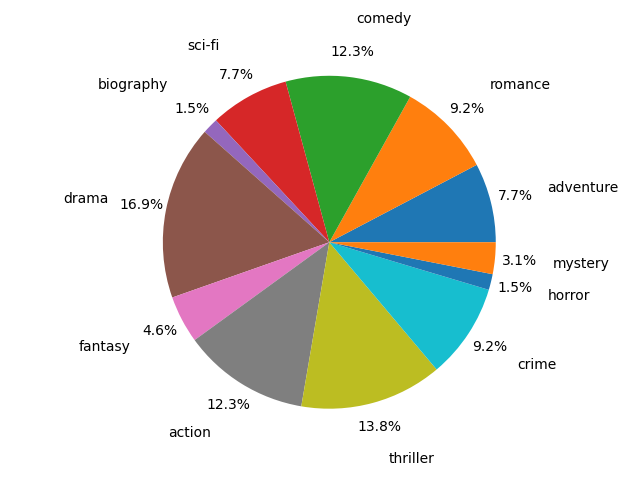 comedy
12.3%
sci-fi
7.7%
romance
9.2%
biography
1.5%
adventure
7.7%
drama
16.9%
mystery
3.1%
horror
1.5%
fantasy
4.6%
crime
9.2%
action
12.3%
thriller
13.8%